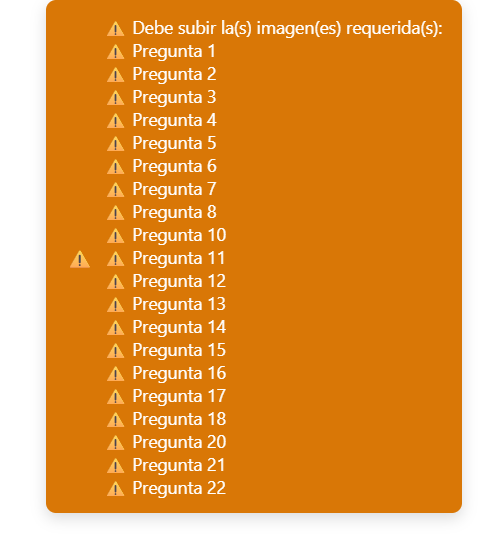 ⚠ Debe subir la(s) imagen(es) requerida(s):
⚠ Pregunta 1
⚠ Pregunta 2
⚠ Pregunta 3
⚠ Pregunta 4
⚠ Pregunta 5
⚠ Pregunta 6
⚠ Pregunta 7
⚠ Pregunta 8
⚠ Pregunta 10
⚠ Pregunta 11
⚠ Pregunta 12
⚠ Pregunta 13
⚠ Pregunta 14
⚠ Pregunta 15
⚠ Pregunta 16
⚠ Pregunta 17
⚠ Pregunta 18
⚠ Pregunta 20
⚠ Pregunta 21
⚠ Pregunta 22